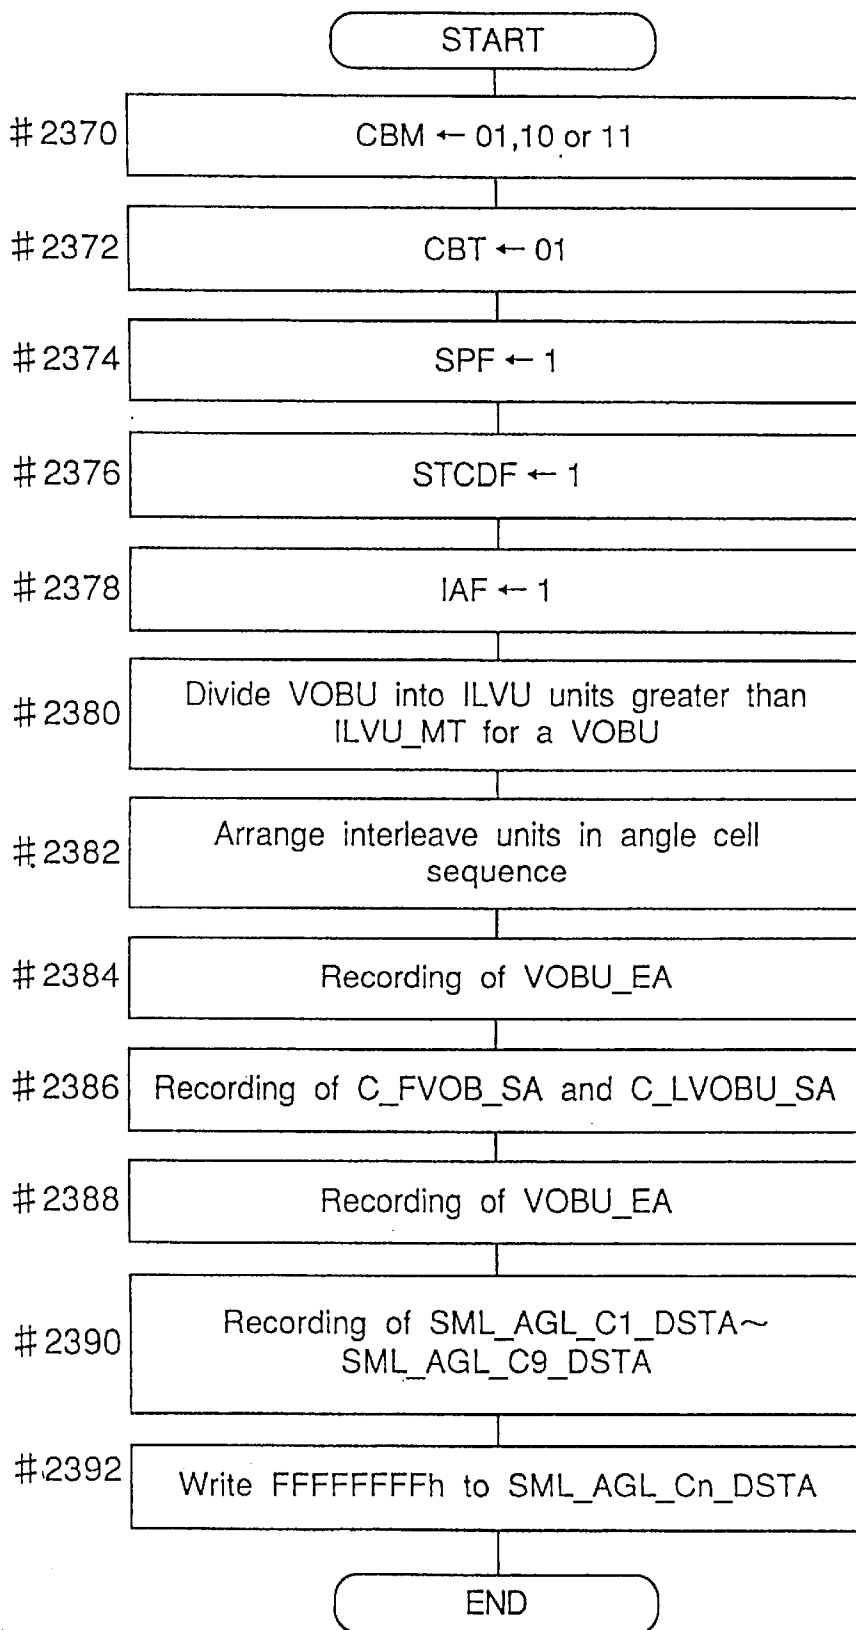 START
#2370
CBM ← 01,10 or 11
#2372
CBT ← 01
#2374
SPF ← 1
#2376
STCDF ← 1
#2378
IAF ← 1
#2380
Divide VOBU into ILVU units greater than
ILVU_MT for a VOBU
#2382
Arrange interleave units in angle cell
sequence
#2384
Recording of VOBU_EA
#2386
Recording of C_FVOB_SA and C_LVOBU_SA
#2388
Recording of VOBU_EA
#2390
Recording of SML_AGL_C1_DSTA~
SML_AGL_C9_DSTA
#2392
Write FFFFFFFFh to SML_AGL_Cn_DSTA
END